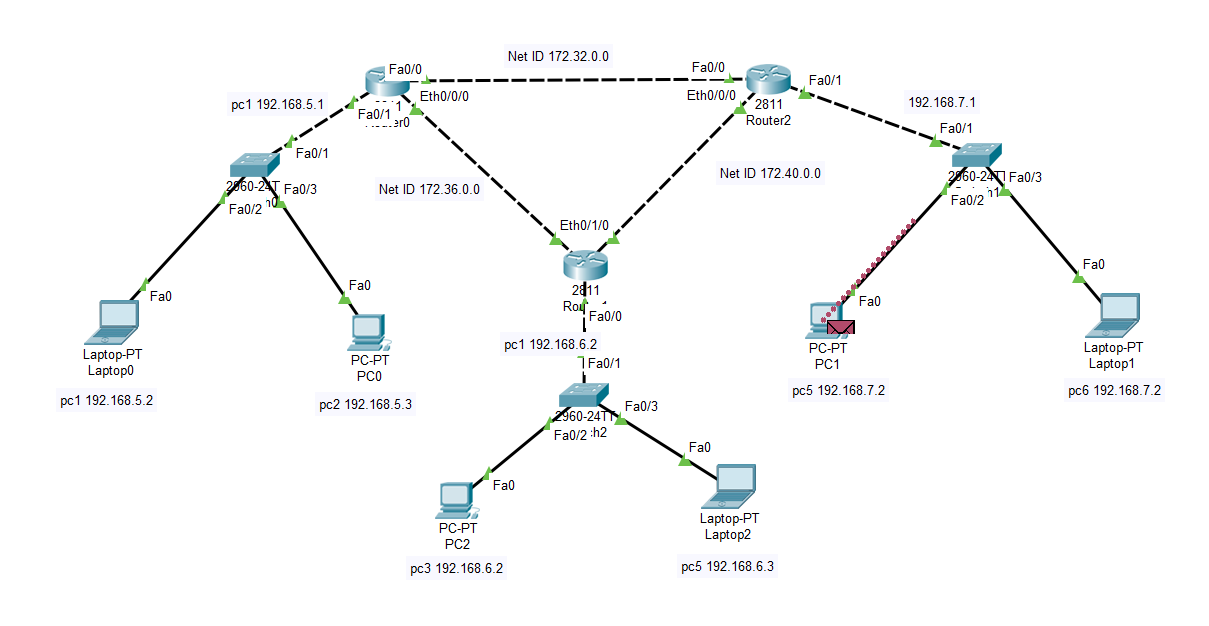 Net ID 172.32.0.0
Fa0/0
Fa0/0
Fa0/1
Eth0/0/0
Eth0/0/0
pc1 192.168.5.1
192.168.7.1
2811
Router2
Fa0/1
Fa0/1
Fa0/1
Net ID 172.40.0.0
Net ID 172.36.0.0
2960-24TT
Fa0/3
Fa0/2
Fa0/3
Fa0/2
Eth0/1/0
Fa0
Fa0
Fa0
Fa0
2811
Fa0/0
pc1 192.168.6.2
Laptop-PT
Laptop0
PC-PT
PC0
PC-PT
PC1
Laptop-PT
Laptop1
Fa0/1
pc1 192.168.5.2
pc2 192.168.5.3
pc5 192.168.7.2
pc6 192.168.7.2
Fa0/3
2960-24TT
Fa0/2
Fa0
Fa0
PC-PT
PC2
Laptop-PT
Laptop2
pc3 192.168.6.2
pc5 192.168.6.3